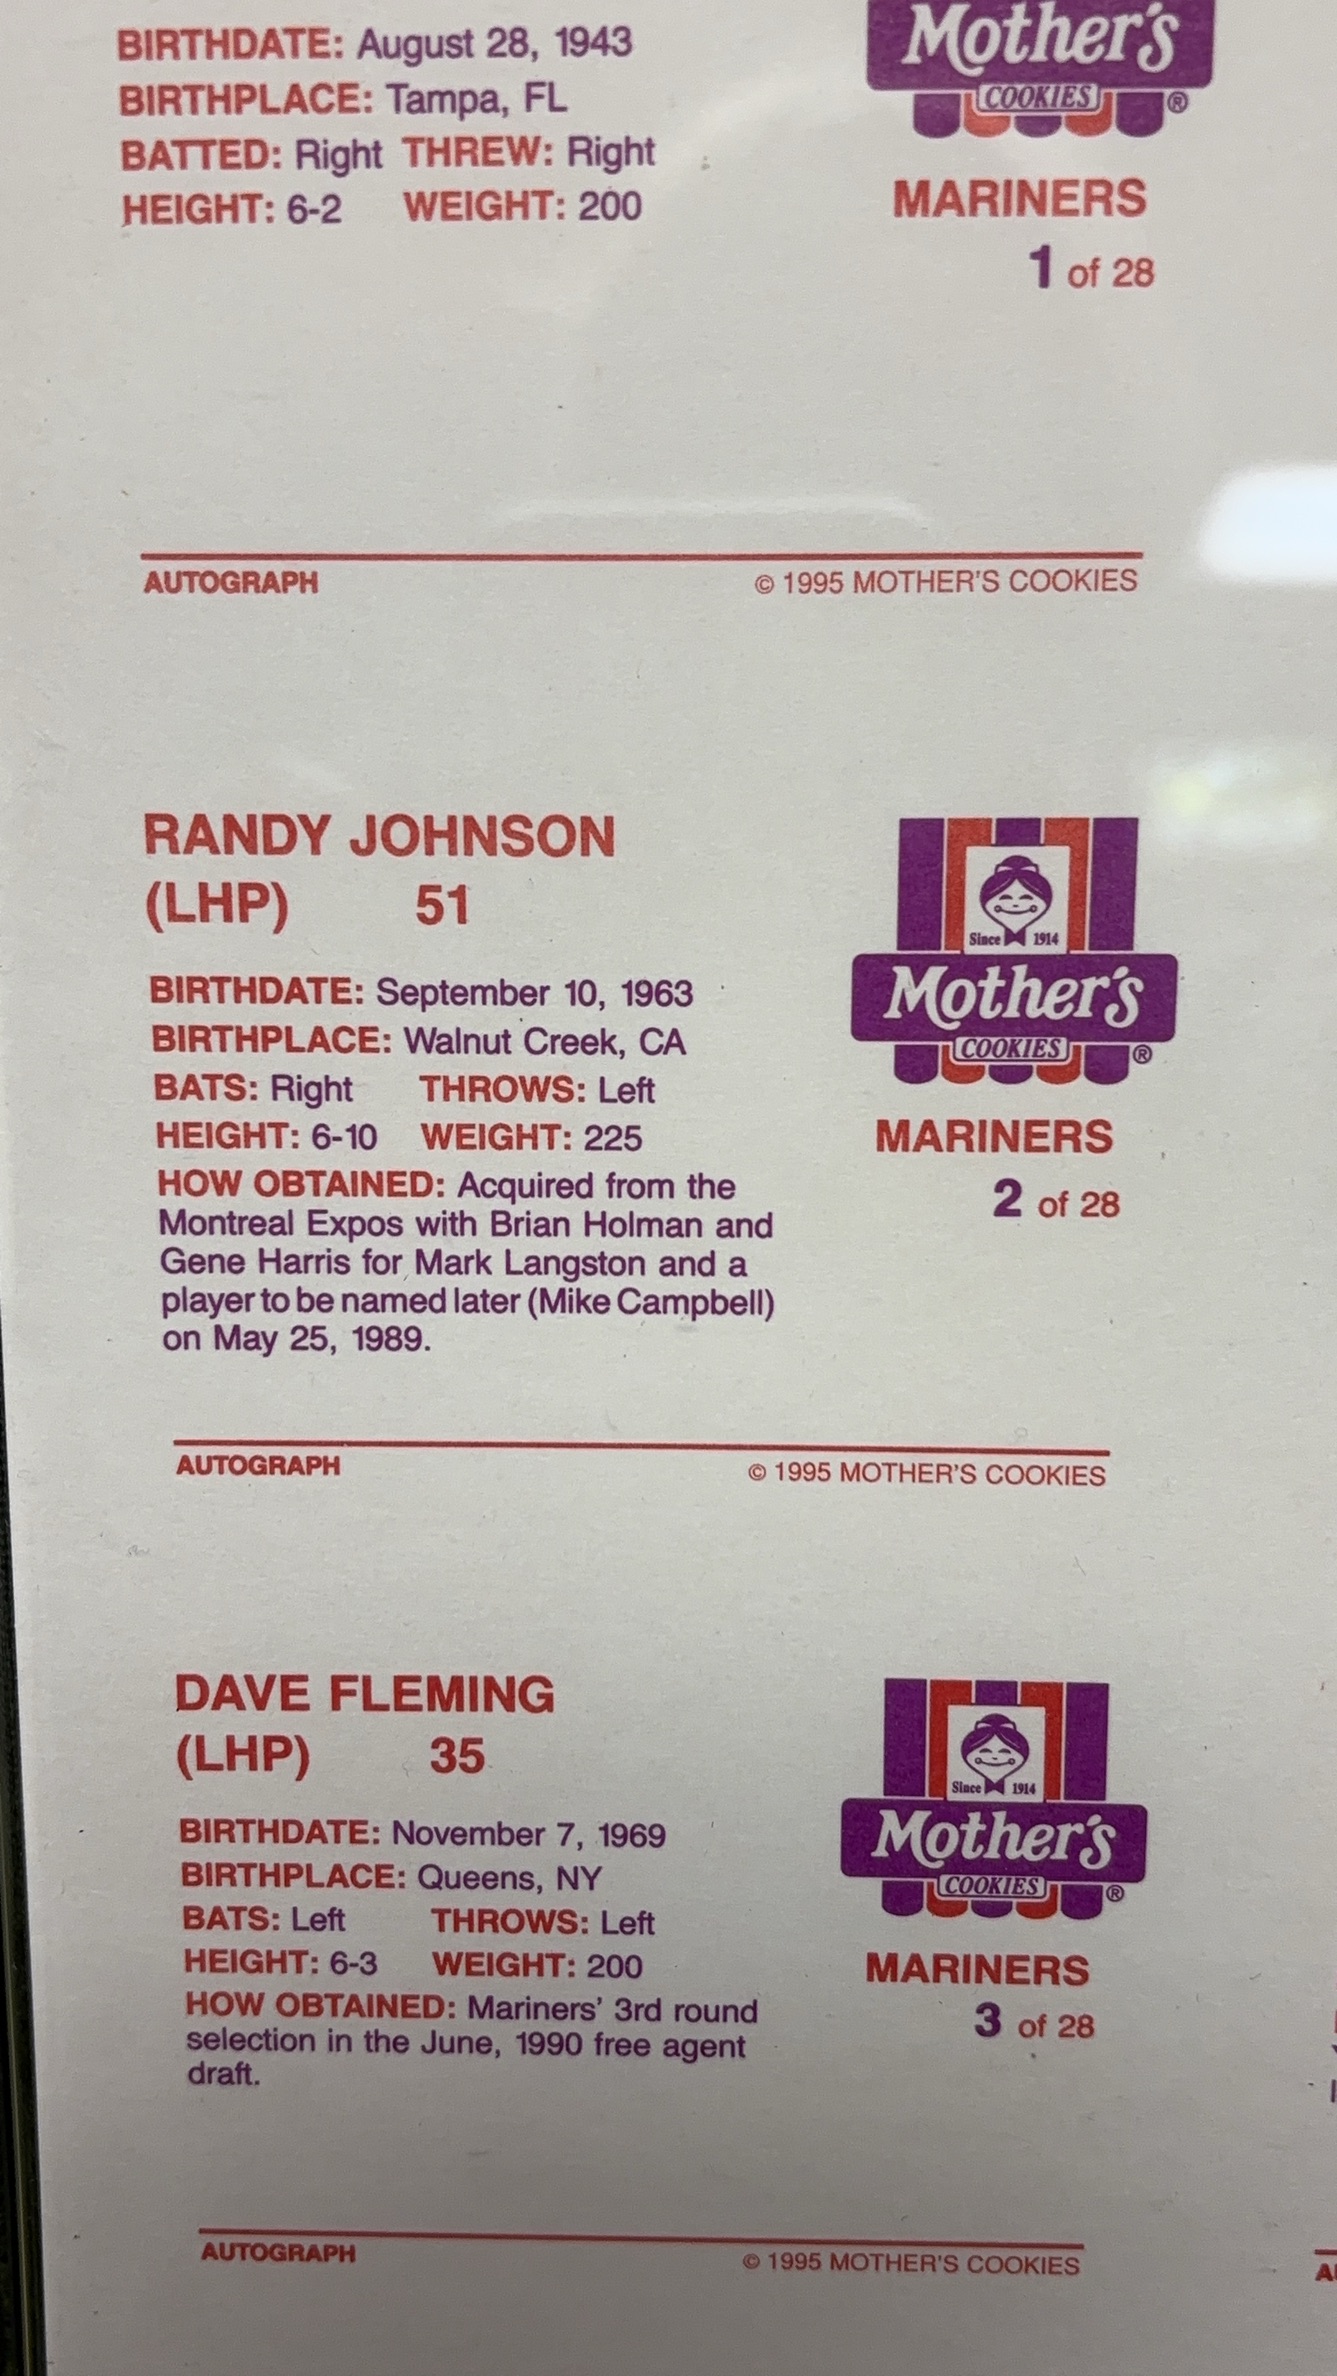 BIRTHDATE: August 28, 1943
BIRTHPLACE: Tampa, FL
BATTED: Right THREW: Right
HEIGHT: 6-2 WEIGHT: 200
Mother's
COOKIES ®
MARINERS
1 of 28
AUTOGRAPH
© 1995 MOTHER'S COOKIES
RANDY JOHNSON
(LHP) 51
BIRTHDATE: September 10, 1963
BIRTHPLACE: Walnut Creek, CA
BATS: Right THROWS: Left
HEIGHT: 6-10 WEIGHT: 225
HOW OBTAINED: Acquired from the
Montreal Expos with Brian Holman and
Gene Harris for Mark Langston and a
player to be named later (Mike Campbell)
on May 25, 1989.
Since 1914
Mother's
COOKIES ®
MARINERS
2 of 28
AUTOGRAPH
© 1995 MOTHER'S COOKIES
DAVE FLEMING
(LHP) 35
BIRTHDATE: November 7, 1969
BIRTHPLACE: Queens, NY
BATS: Left THROWS: Left
HEIGHT: 6-3 WEIGHT: 200
HOW OBTAINED: Mariners' 3rd round
selection in the June, 1990 free agent
draft.
Since 1914
Mother's
COOKIES ®
MARINERS
3 of 28
AUTOGRAPH
© 1995 MOTHER'S COOKIES